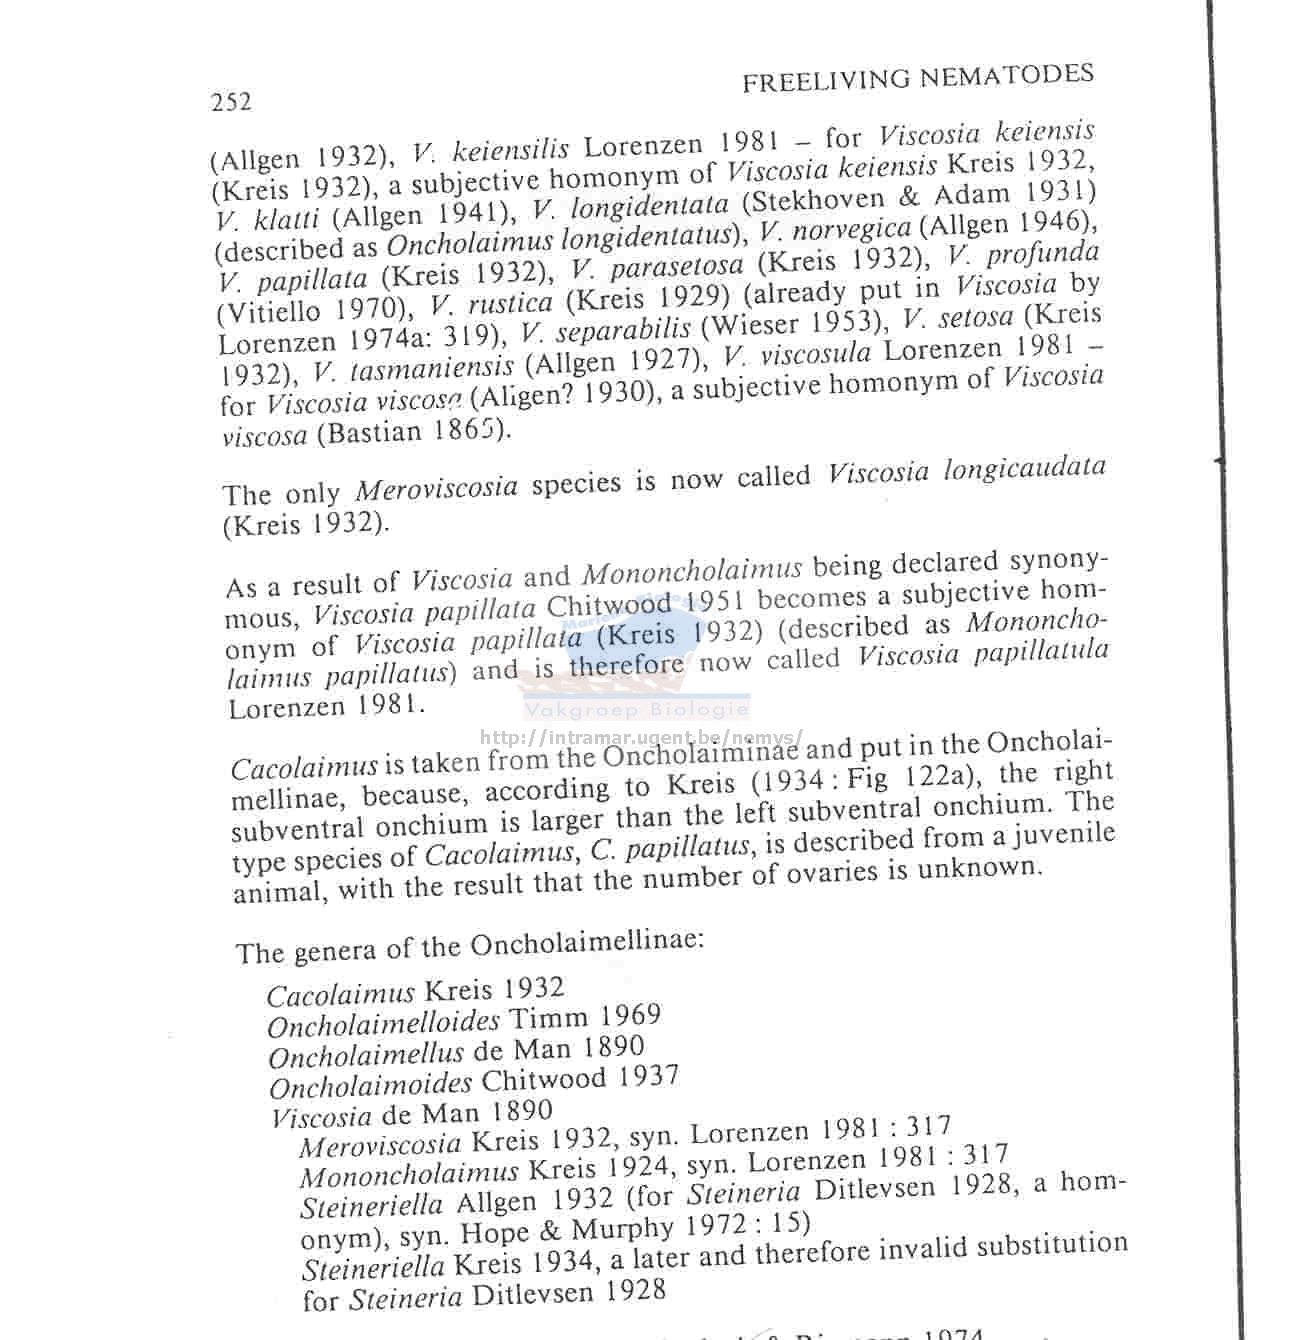 252
FREELIVING NEMATODES
(Allgen 1932), V. keiensilis Lorenzen 1981 – for Viscosia keiensis
(Kreis 1932), a subjective homonym of Viscosia keiensis Kreis 1932,
V. klatti (Allgen 1941), V. longidentata (Stekhoven & Adam 1931)
(described as Oncholaimus longidentatus), V. norvegica (Allgen 1946),
V. papillata (Kreis 1932), V. parasetosa (Kreis 1932), V. profunda
(Vitiello 1970), V. rustica (Kreis 1929) (already put in Viscosia by
Lorenzen 1974a: 319), V. separabilis (Wieser 1953), V. setosa (Kreis
1932), V. tasmaniensis (Allgen 1927), V. viscosula Lorenzen 1981 –
for Viscosia viscosa (Allgen? 1930), a subjective homonym of Viscosia
viscosa (Bastian 1865).
The only Meroviscosia species is now called Viscosia longicaudata
(Kreis 1932).
As a result of Viscosia and Mononcholaimus being declared synony-
mous, Viscosia papillata Chitwood 1951 becomes a subjective hom-
onym of Viscosia papillata (Kreis 1932) (described as Mononcho-
laimus papillatus) and is therefore now called Viscosia papillatula
Lorenzen 1981.
Vakgroep Biologie
http://intramar.ugent.be/nemys/
Cacolaimus is taken from the Oncholaiminae and put in the Oncholai-
mellinae, because, according to Kreis (1934 : Fig 122a), the right
subventral onchium is larger than the left subventral onchium. The
type species of Cacolaimus, C. papillatus, is described from a juvenile
animal, with the result that the number of ovaries is unknown.
The genera of the Oncholaimellinae:
Cacolaimus Kreis 1932
Oncholaimelloides Timm 1969
Oncholaimellus de Man 1890
Oncholaimoides Chitwood 1937
Viscosia de Man 1890
Meroviscosia Kreis 1932, syn. Lorenzen 1981 : 317
Mononcholaimus Kreis 1924, syn. Lorenzen 1981 : 317
Steineriella Allgen 1932 (for Steineria Ditlevsen 1928, a hom-
onym), syn. Hope & Murphy 1972 : 15)
Steineriella Kreis 1934, a later and therefore invalid substitution
for Steineria Ditlevsen 1928
1974